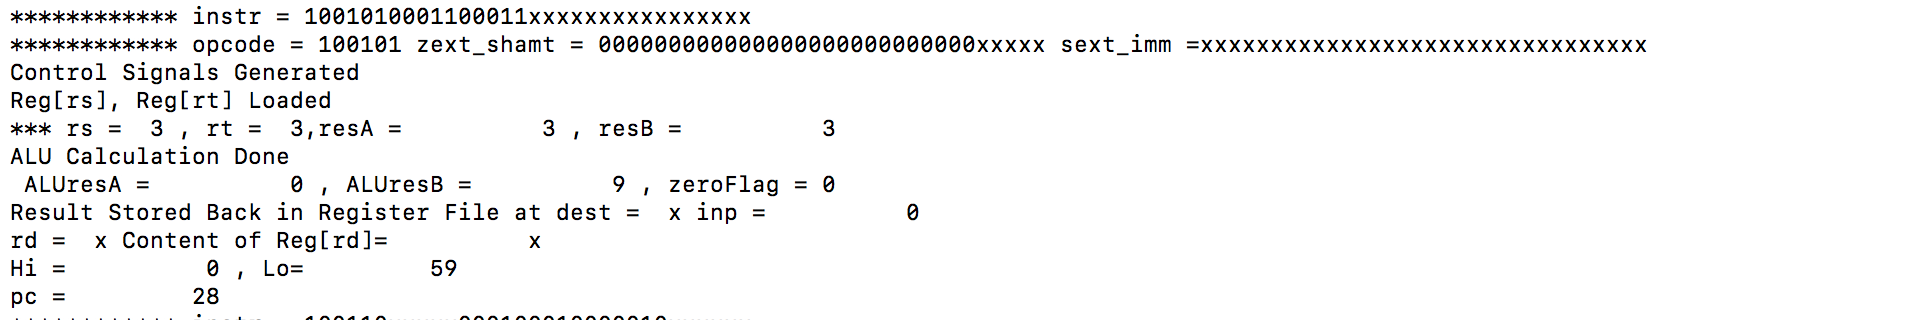 ************ instr = 1001010001100011xxxxxxxxxxxxxxxx
************ opcode = 100101 zext_shamt = 000000000000000000000000000xxxxx sext_imm =xxxxxxxxxxxxxxxxxxxxxxxxxxxxxxxx
Control Signals Generated
Reg[rs], Reg[rt] Loaded
*** rs =  3 , rt =  3,resA =          3 , resB =          3
ALU Calculation Done
 ALUresA =          0 , ALUresB =          9 , zeroFlag = 0
Result Stored Back in Register File at dest =  x inp =          0
rd =  x Content of Reg[rd]=          x
Hi =          0 , Lo=         59
pc =         28